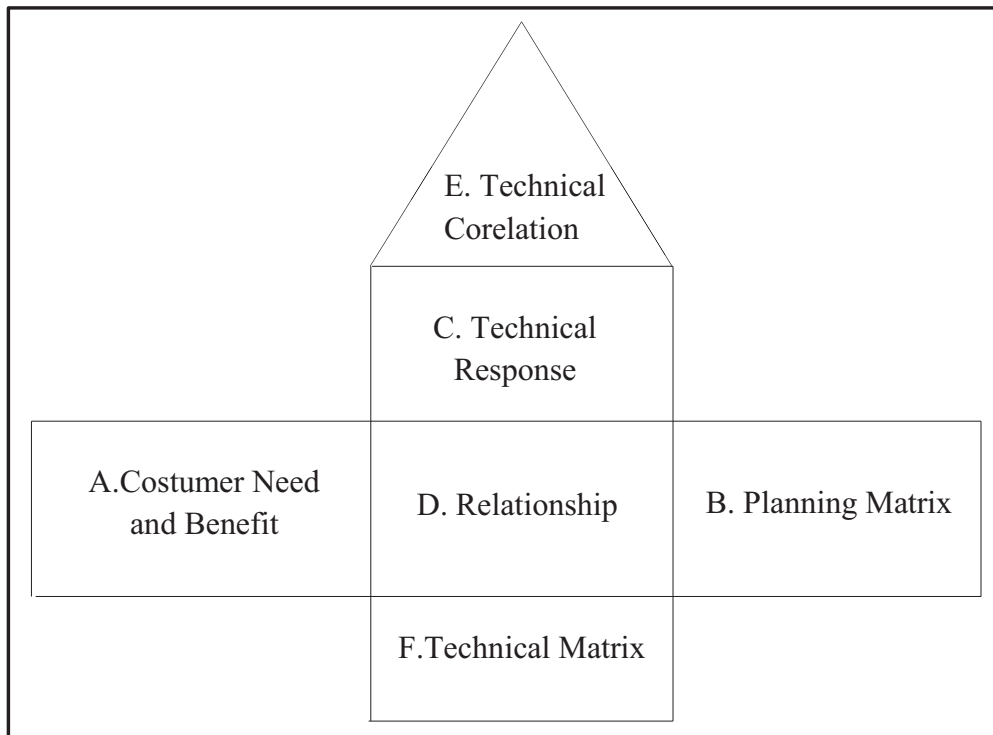 E. Technical
Corelation
C. Technical
Response
A.Costumer Need
and Benefit
D. Relationship
B. Planning Matrix
F.Technical Matrix